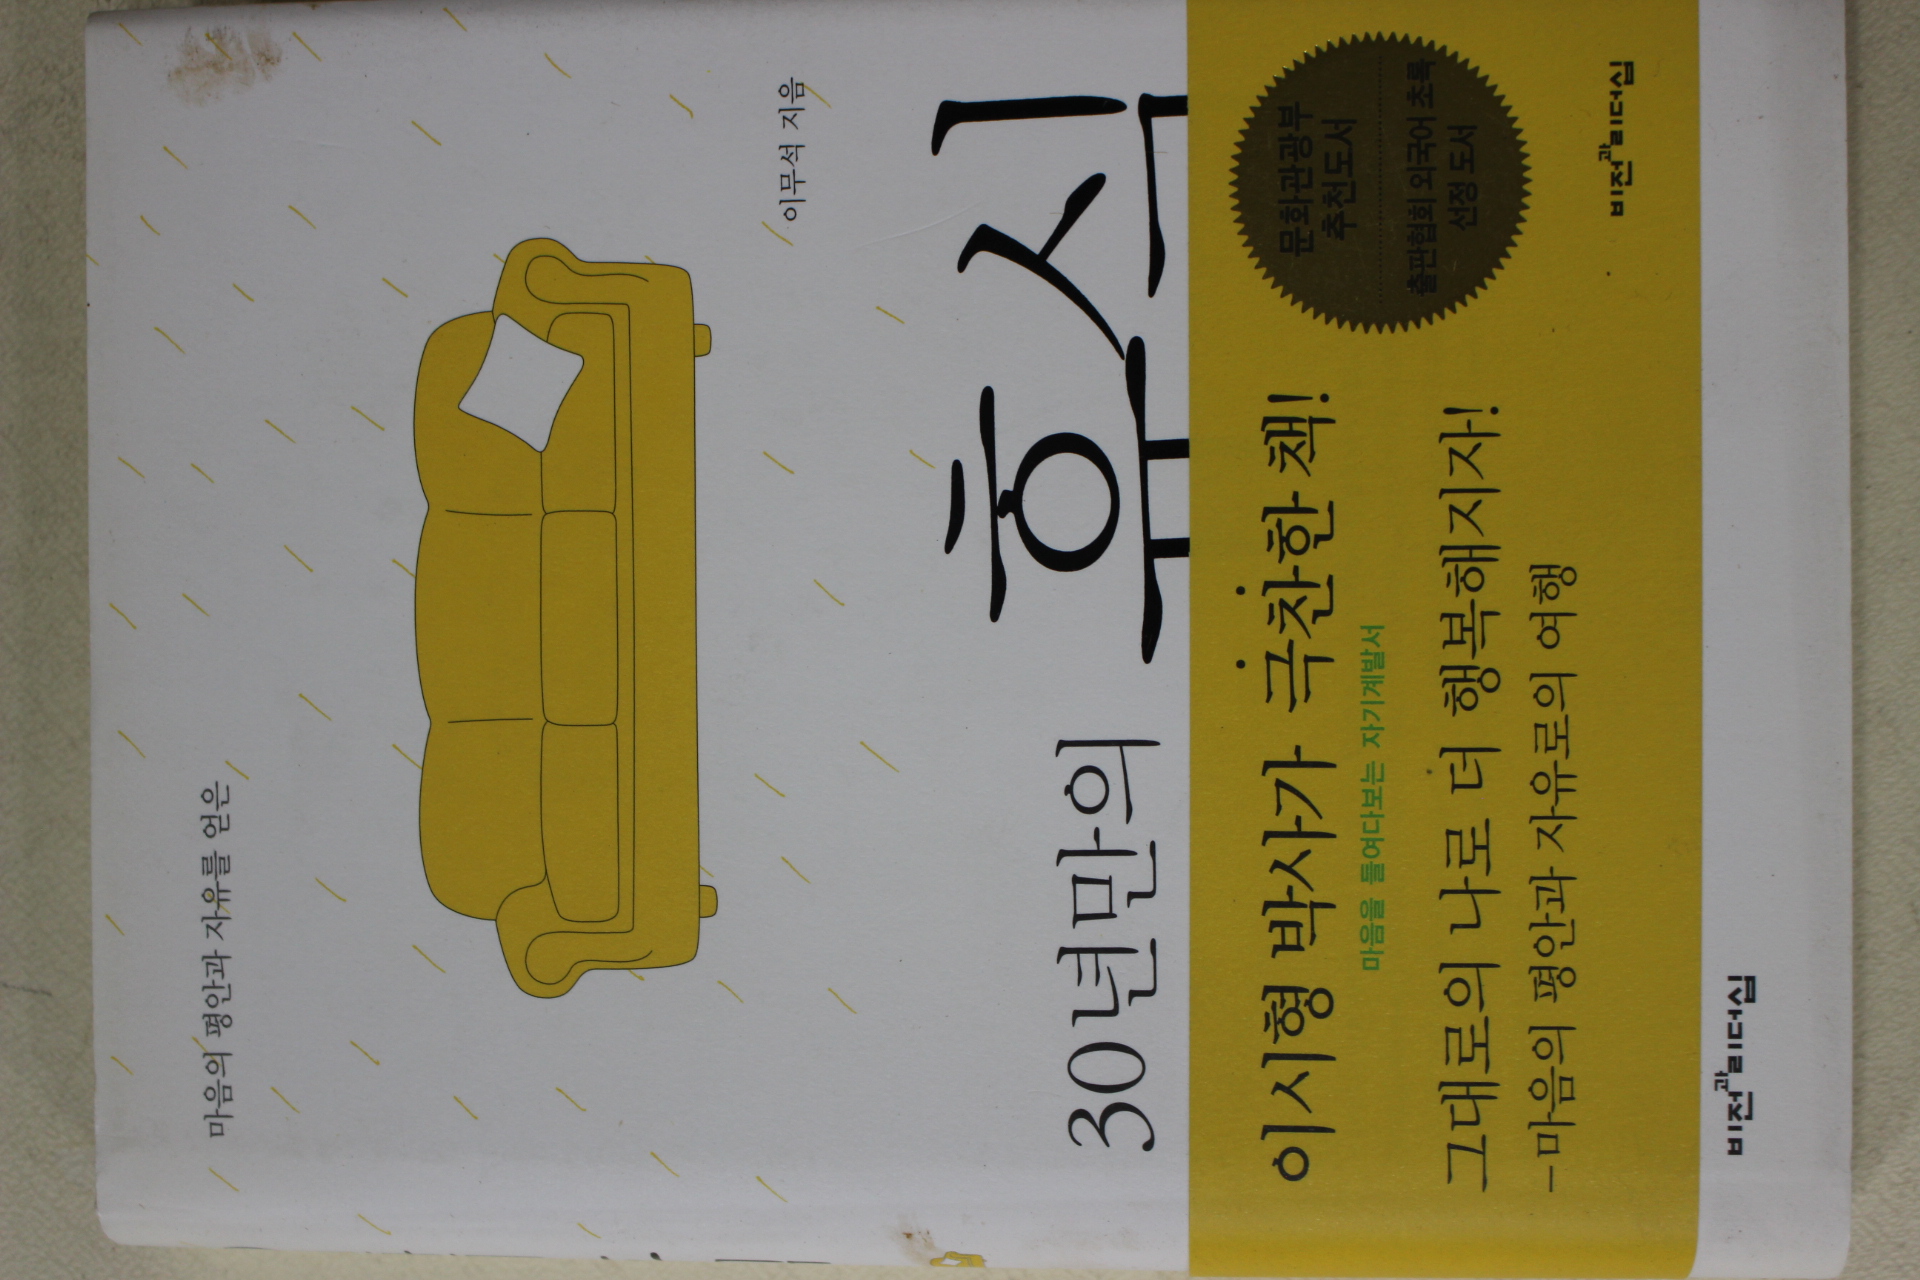 마음의 평안과 자유를 얻은
이무석 지음
30년만의 휴식
이시형 박사가 극찬한 책!
마음을 들여다보는 자기계발서
그대로의 나로 더 행복해지자!
–마음의 평안과 자유로의 여행
문화관광부
추천도서
출판협회 외국어 초록
선정 도서
비전과리더십
비전과리더십